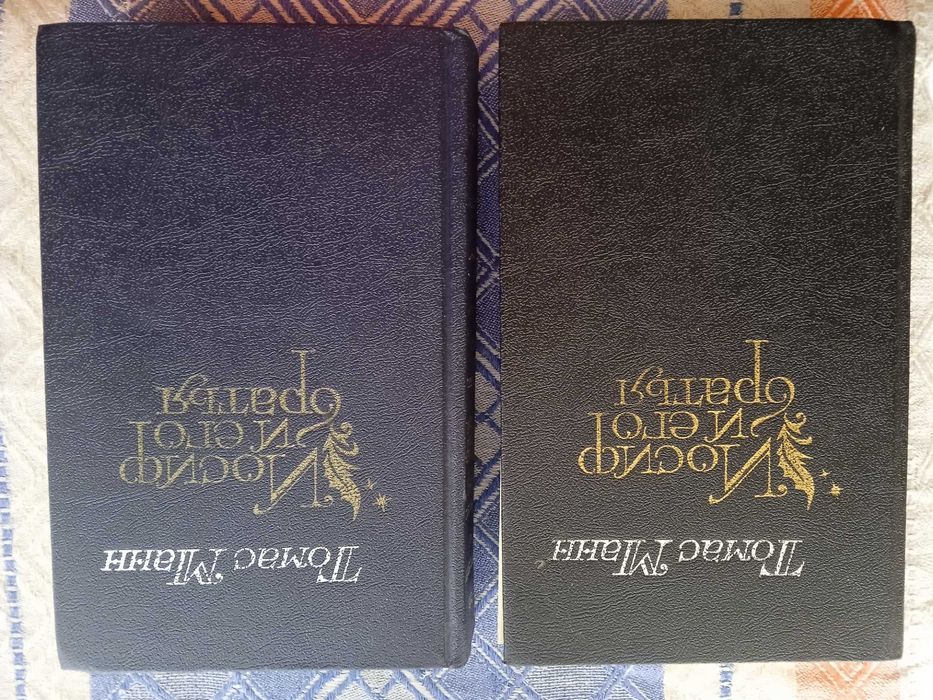 Томас Манн
Иосиф
и его
братья
Томас Манн
Иосиф
и его
братья